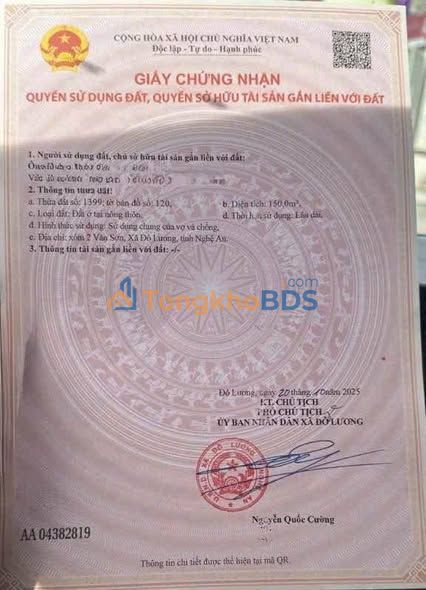 CỘNG HÒA XÃ HỘI CHỦ NGHĨA VIỆT NAM
Độc lập - Tự do - Hạnh phúc
GIẤY CHỨNG NHẬN
QUYỀN SỬ DỤNG ĐẤT, QUYỀN SỞ HỮU TÀI SẢN GẮN LIỀN VỚI ĐẤT
1. Người sử dụng đất, chủ sở hữu tài sản gắn liền với đất:
2. Thông tin thửa đất:
a. Thửa đất số: 1399; tờ bản đồ số: 120, b. Diện tích: 150,0m²,
c. Loại đất: Đất ở tại nông thôn, d. Thời hạn sử dụng: Lâu dài,
đ. Hình thức sử dụng: Sử dụng chung của vợ và chồng,
e. Địa chỉ: xóm 2 Văn Sơn, Xã Đô Lương, tỉnh Nghệ An.
3. Thông tin tài sản gắn liền với đất: -/-
TongkhoBDS.com
Đô Lương, ngày 20 tháng 10 năm 2025
KT. CHỦ TỊCH
PHÓ CHỦ TỊCH
ỦY BAN NHÂN DÂN XÃ ĐÔ LƯƠNG
Nguyễn Quốc Cường
AA 04382819
Thông tin chi tiết được thể hiện tại mã QR.